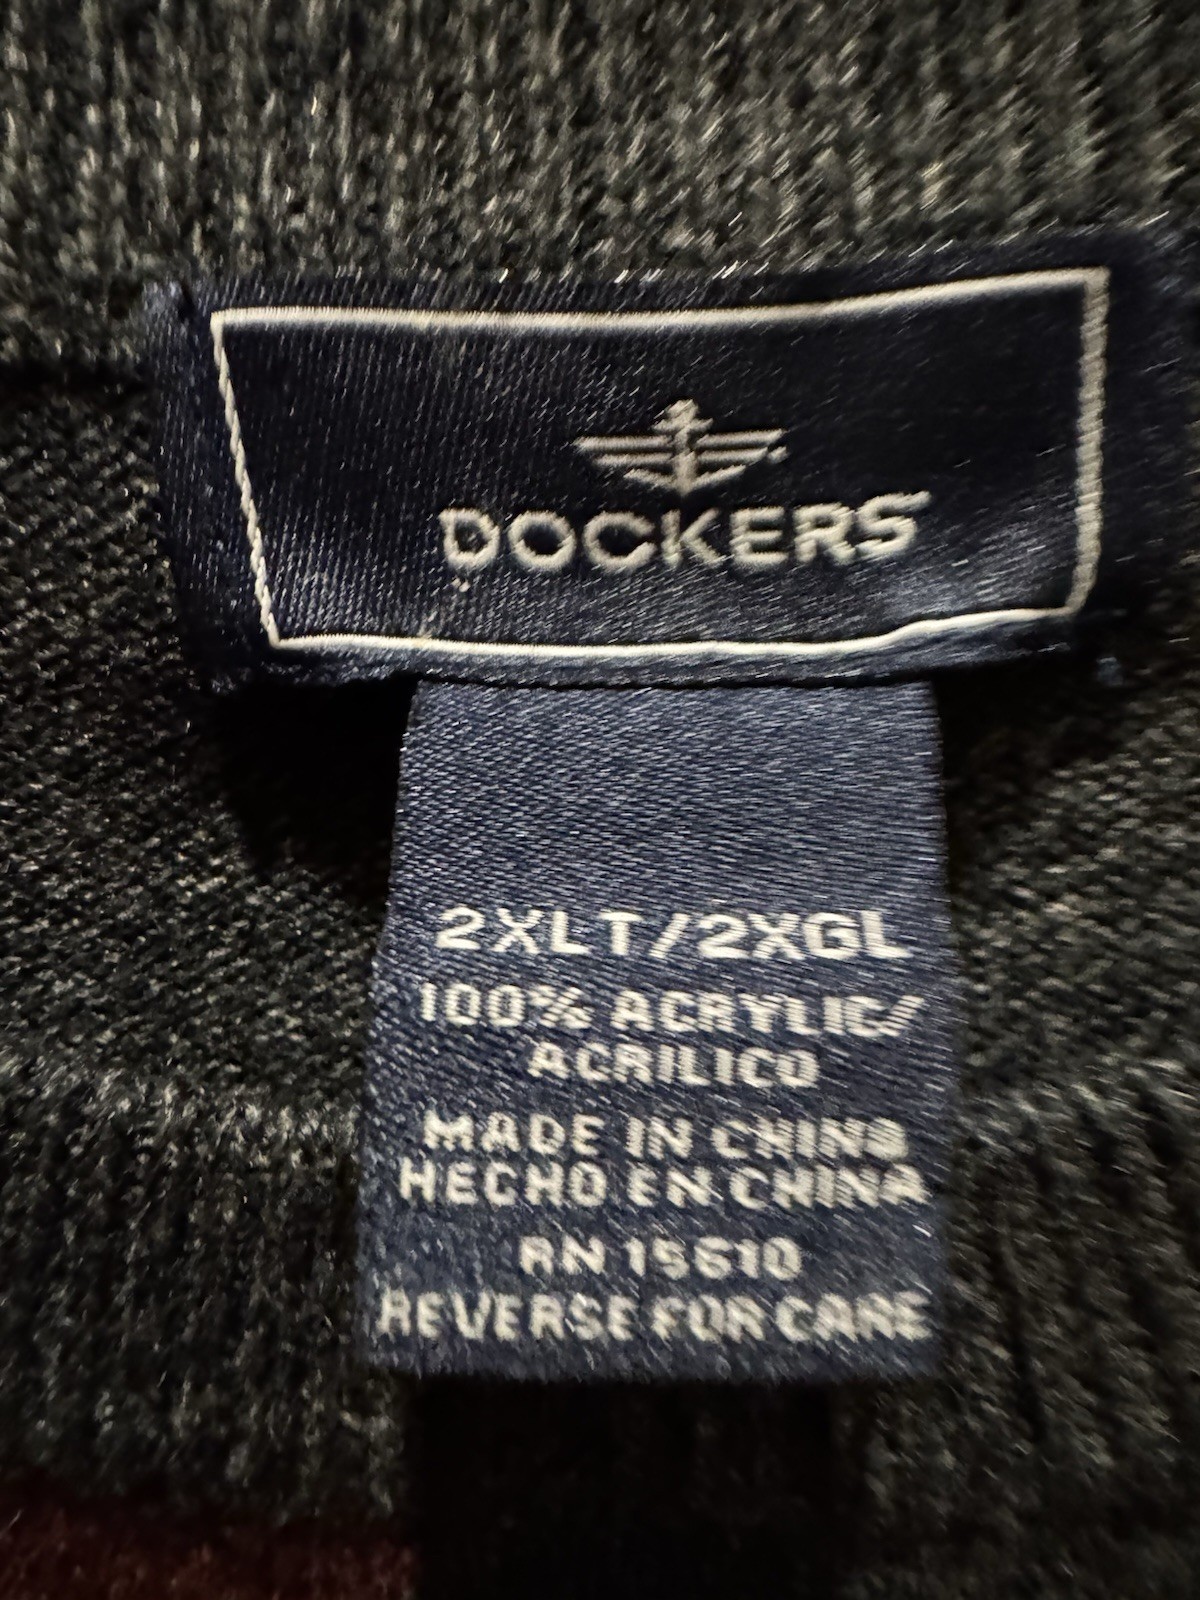 DOCKERS
2XLT/2XGL
100% ACRYLIC/
ACRILICO
MADE IN CHINA
HECHO EN CHINA
RN 15610
REVERSE FOR CARE